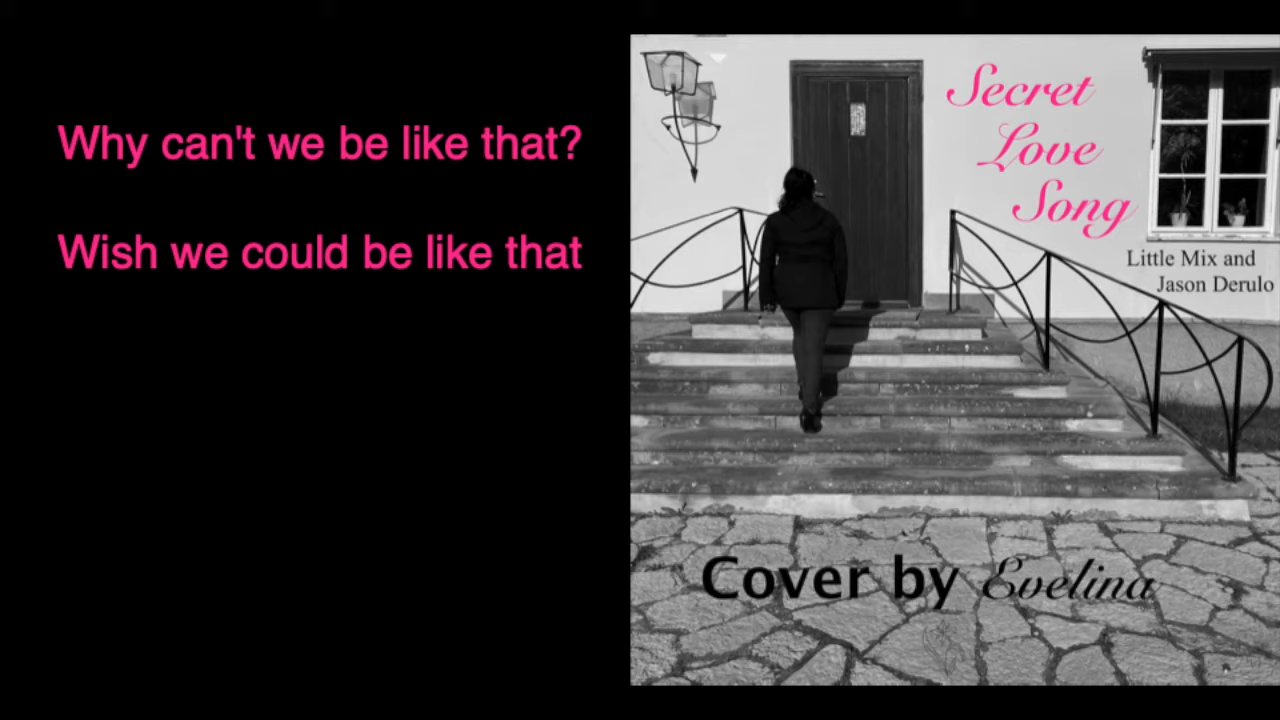 Why can't we be like that?
Wish we could be like that
Secret
Love
Song
Little Mix and
Jason Derulo
Cover by Evelina